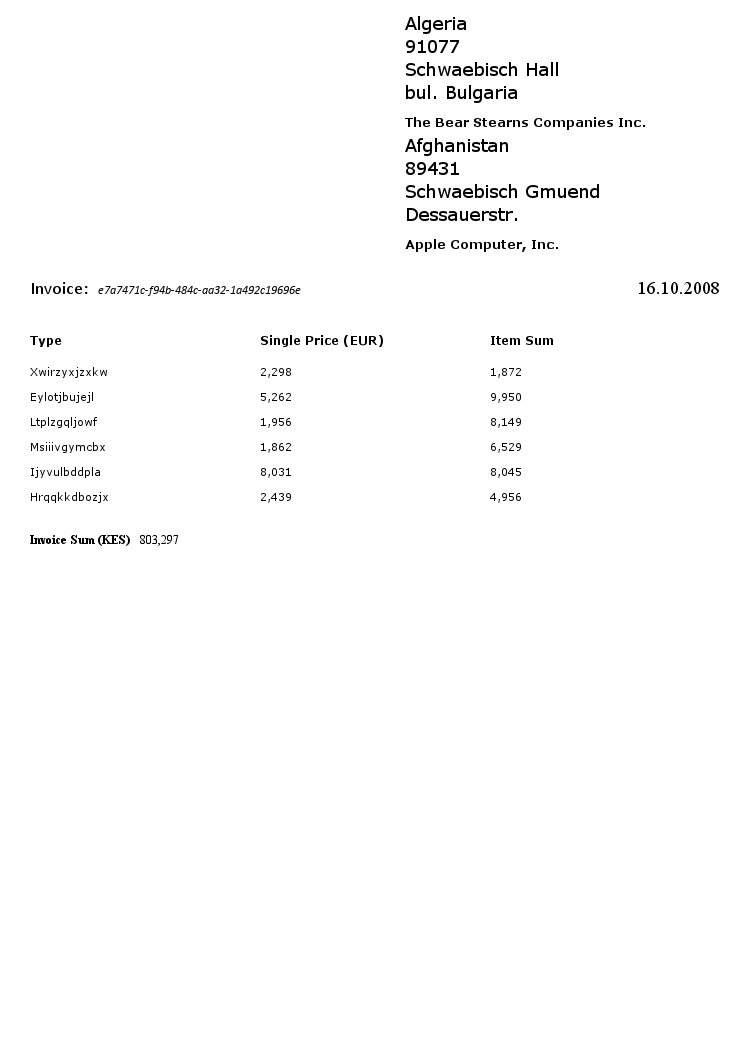 Algeria
91077
Schwaebisch Hall
bul. Bulgaria
The Bear Stearns Companies Inc.
Afghanistan
89431
Schwaebisch Gmuend
Dessauerstr.
Apple Computer, Inc.
Invoice: e7a7471c-f94b-484c-aa32-1a492c19696e 16.10.2008
Type Single Price (EUR) Item Sum
Xwirzyxjzxkw 2,298 1,872
Eylotjbujejl 5,262 9,950
Ltplzgqljowf 1,956 8,149
Msiiivgymcbx 1,862 6,529
Ijyvulbddpla 8,031 8,045
Hrqqkkdbozjx 2,439 4,956
Invoice Sum (KES) 803,297